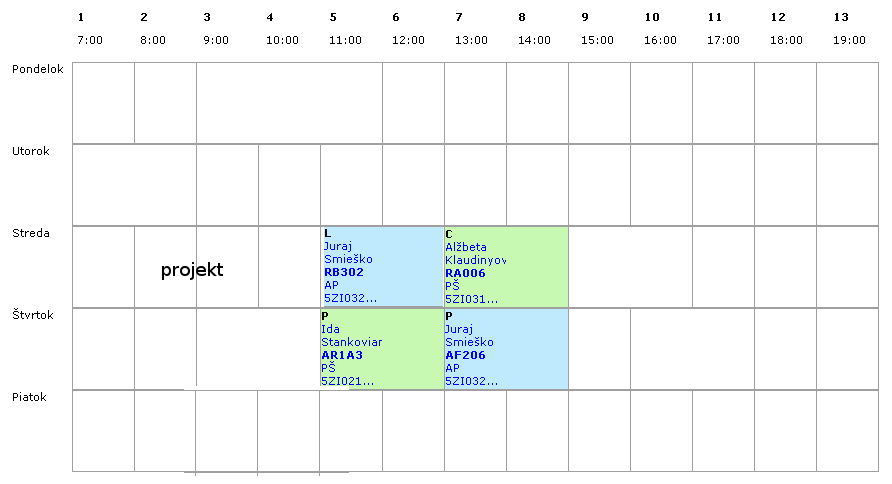 1 2 3 4 5 6 7 8 9 10 11 12 13
7:00 8:00 9:00 10:00 11:00 12:00 13:00 14:00 15:00 16:00 17:00 18:00 19:00
Pondelok
Utorok
Streda
projekt
L
Juraj
Smieško
RB302
AP
5ZI032...
C
Alžbeta
Klaudinyov
RA006
PŠ
5ZI031...
Štvrtok
P
Ida
Stankoviar
AR1A3
PŠ
5ZI021...
P
Juraj
Smieško
AF206
AP
5ZI032...
Piatok